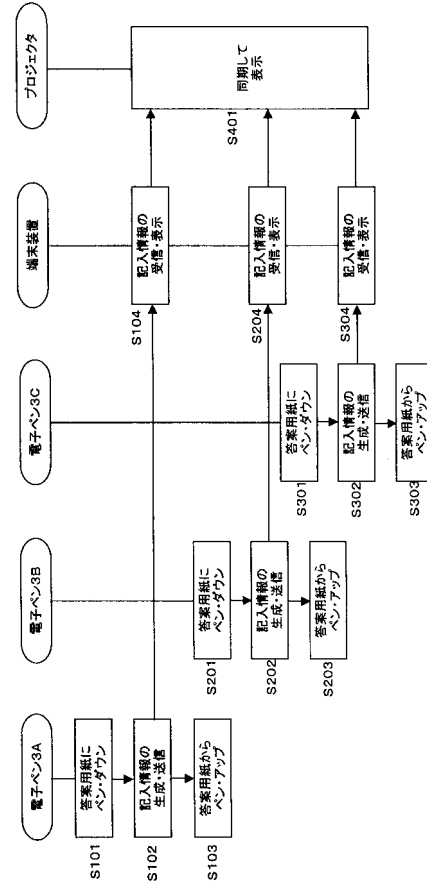 電子ペン3A
電子ペン3B
電子ペン3C
端末装置
プロジェクタ
S101
答案用紙に
ペン・ダウン
S102
記入情報の
生成・送信
S103
答案用紙から
ペン・アップ
S104
記入情報の
受信・表示
S201
答案用紙に
ペン・ダウン
S202
記入情報の
生成・送信
S203
答案用紙から
ペン・アップ
S204
記入情報の
受信・表示
S301
答案用紙に
ペン・ダウン
S302
記入情報の
生成・送信
S303
答案用紙から
ペン・アップ
S304
記入情報の
受信・表示
S401
同期して
表示